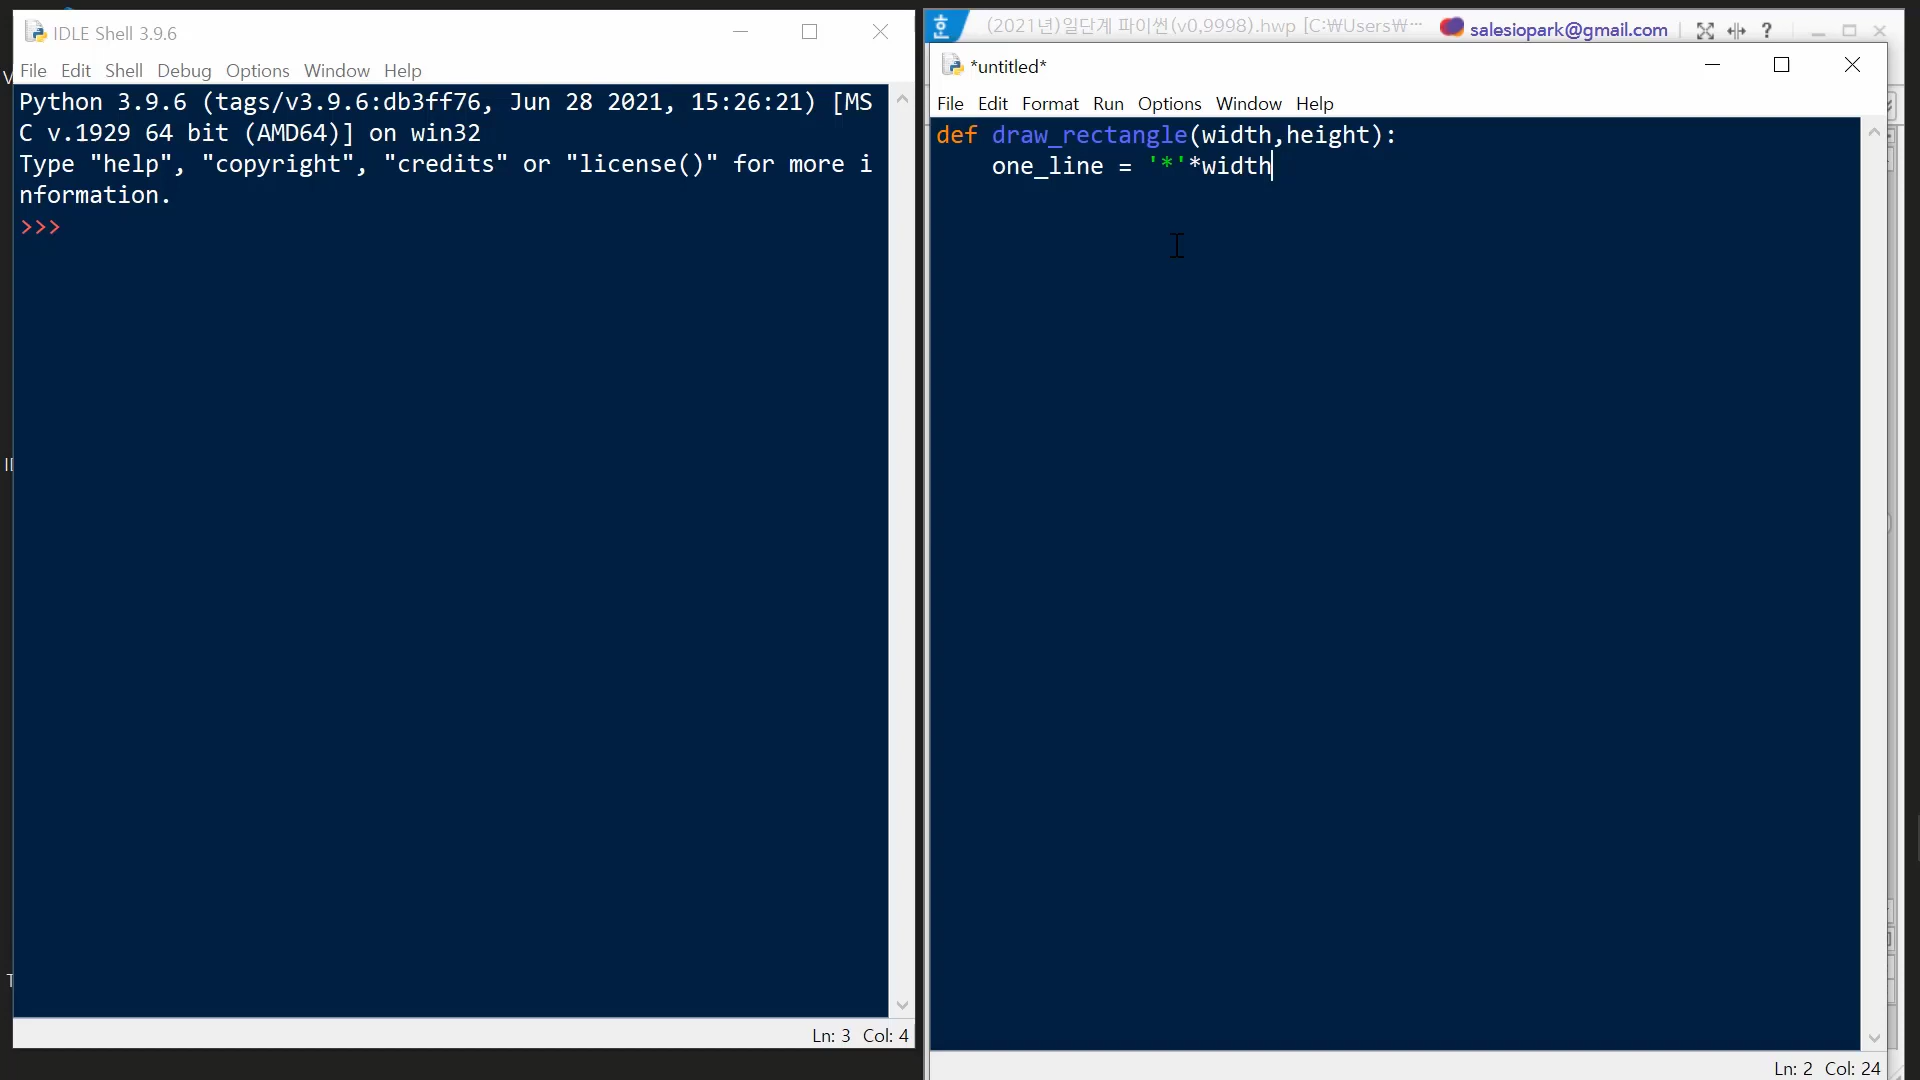 IDLE Shell 3.9.6
File Edit Shell Debug Options Window Help
Python 3.9.6 (tags/v3.9.6:db3ff76, Jun 28 2021, 15:26:21) [MS
C v.1929 64 bit (AMD64)] on win32
Type "help", "copyright", "credits" or "license()" for more i
nformation.
>>>
Ln: 3 Col: 4
(2021년)일단계 파이썬(v0,9998).hwp [C:₩Users₩··· salesiopark@gmail.com
*untitled*
File Edit Format Run Options Window Help
def draw_rectangle(width,height):
    one_line = '*'*width
Ln: 2 Col: 24